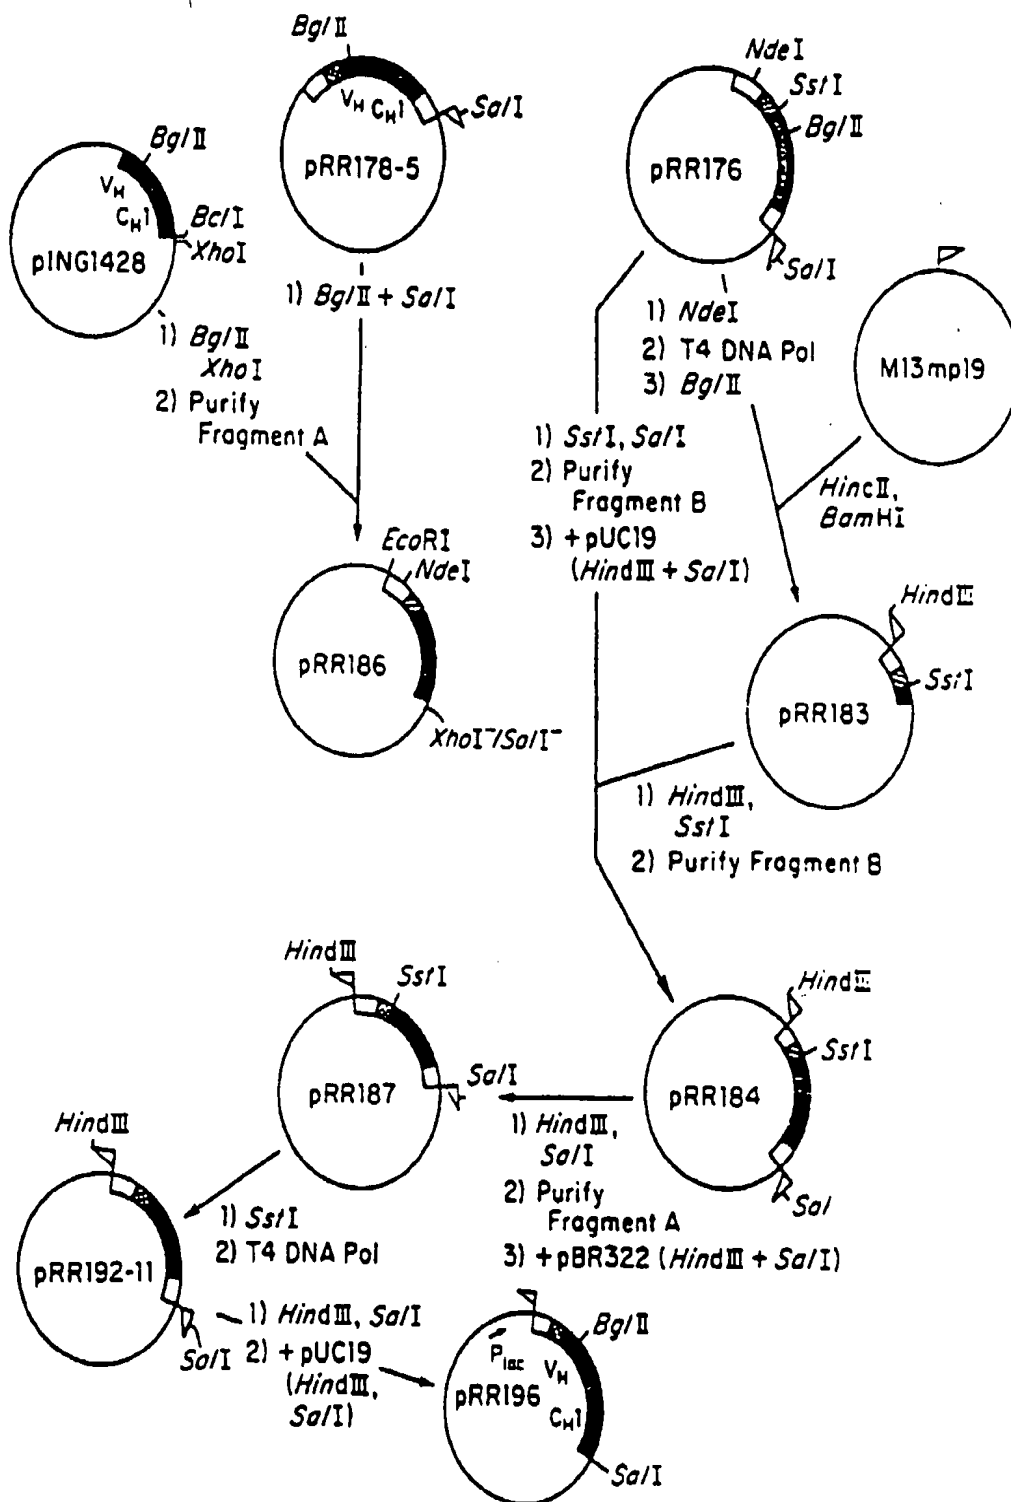 BglII
VH CH1
SalI
pRR178-5
1) BglII + SalI
BglII
VH
CH1
BclI
XhoI
pING1428
1) BglII
XhoI
2) Purify
Fragment A
EcoRI
NdeI
pRR186
XhoI-/SalI-
NdeI
SstI
BglII
pRR176
SalI
1) NdeI
2) T4 DNA Pol
3) BglII
M13mp19
HincII,
BamHI
1) SstI, SalI
2) Purify
Fragment B
3) + pUC19
(HindIII + SalI)
HindIII
SstI
pRR183
1) HindIII,
SstI
2) Purify Fragment B
HindIII
SstI
pRR184
Sal
1) HindIII,
SalI
2) Purify
Fragment A
3) + pBR322 (HindIII + SalI)
HindIII
SstI
pRR187
SalI
1) SstI
2) T4 DNA Pol
HindIII
pRR192-11
SalI
1) HindIII, SalI
2) + pUC19
(HindIII,
SalI)
BglII
Plac
VH
pRR196
CH1
SalI